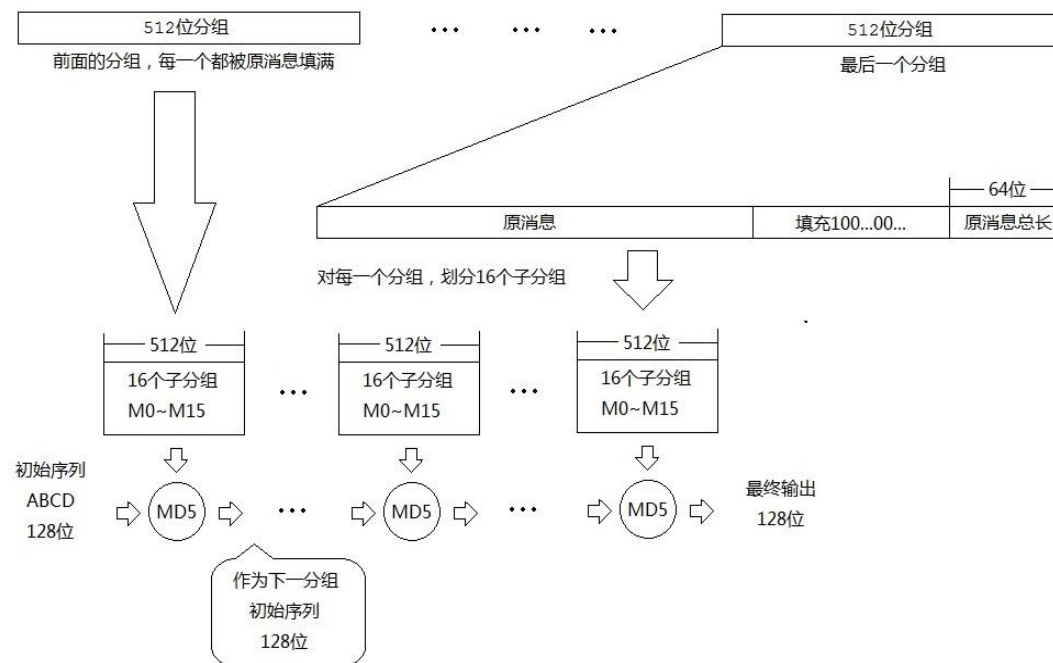 512位分组
... ... ...
512位分组
前面的分组，每一个都被原消息填满
最后一个分组
64位
原消息
填充100...00...
原消息总长
对每一个分组，划分16个子分组
512位
512位
512位
16个子分组
M0~M15
...
16个子分组
M0~M15
...
16个子分组
M0~M15
初始序列
ABCD
128位
MD5
...
MD5
...
MD5
最终输出
128位
作为下一分组
初始序列
128位